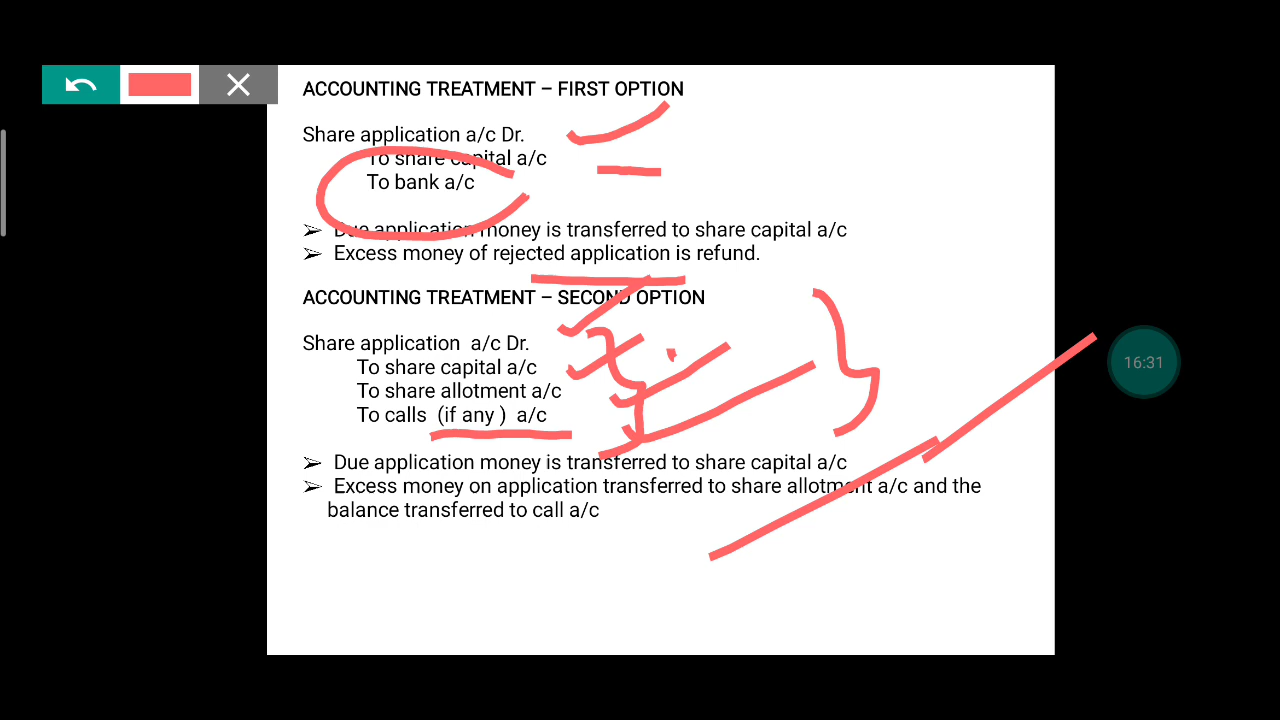 ACCOUNTING TREATMENT – FIRST OPTION
Share application a/c Dr.
To share capital a/c
To bank a/c
➢ Due application money is transferred to share capital a/c
➢ Excess money of rejected application is refund.
ACCOUNTING TREATMENT – SECOND OPTION
Share application a/c Dr.
To share capital a/c
To share allotment a/c
To calls (if any ) a/c
➢ Due application money is transferred to share capital a/c
➢ Excess money on application transferred to share allotment a/c and the
balance transferred to call a/c
16:31